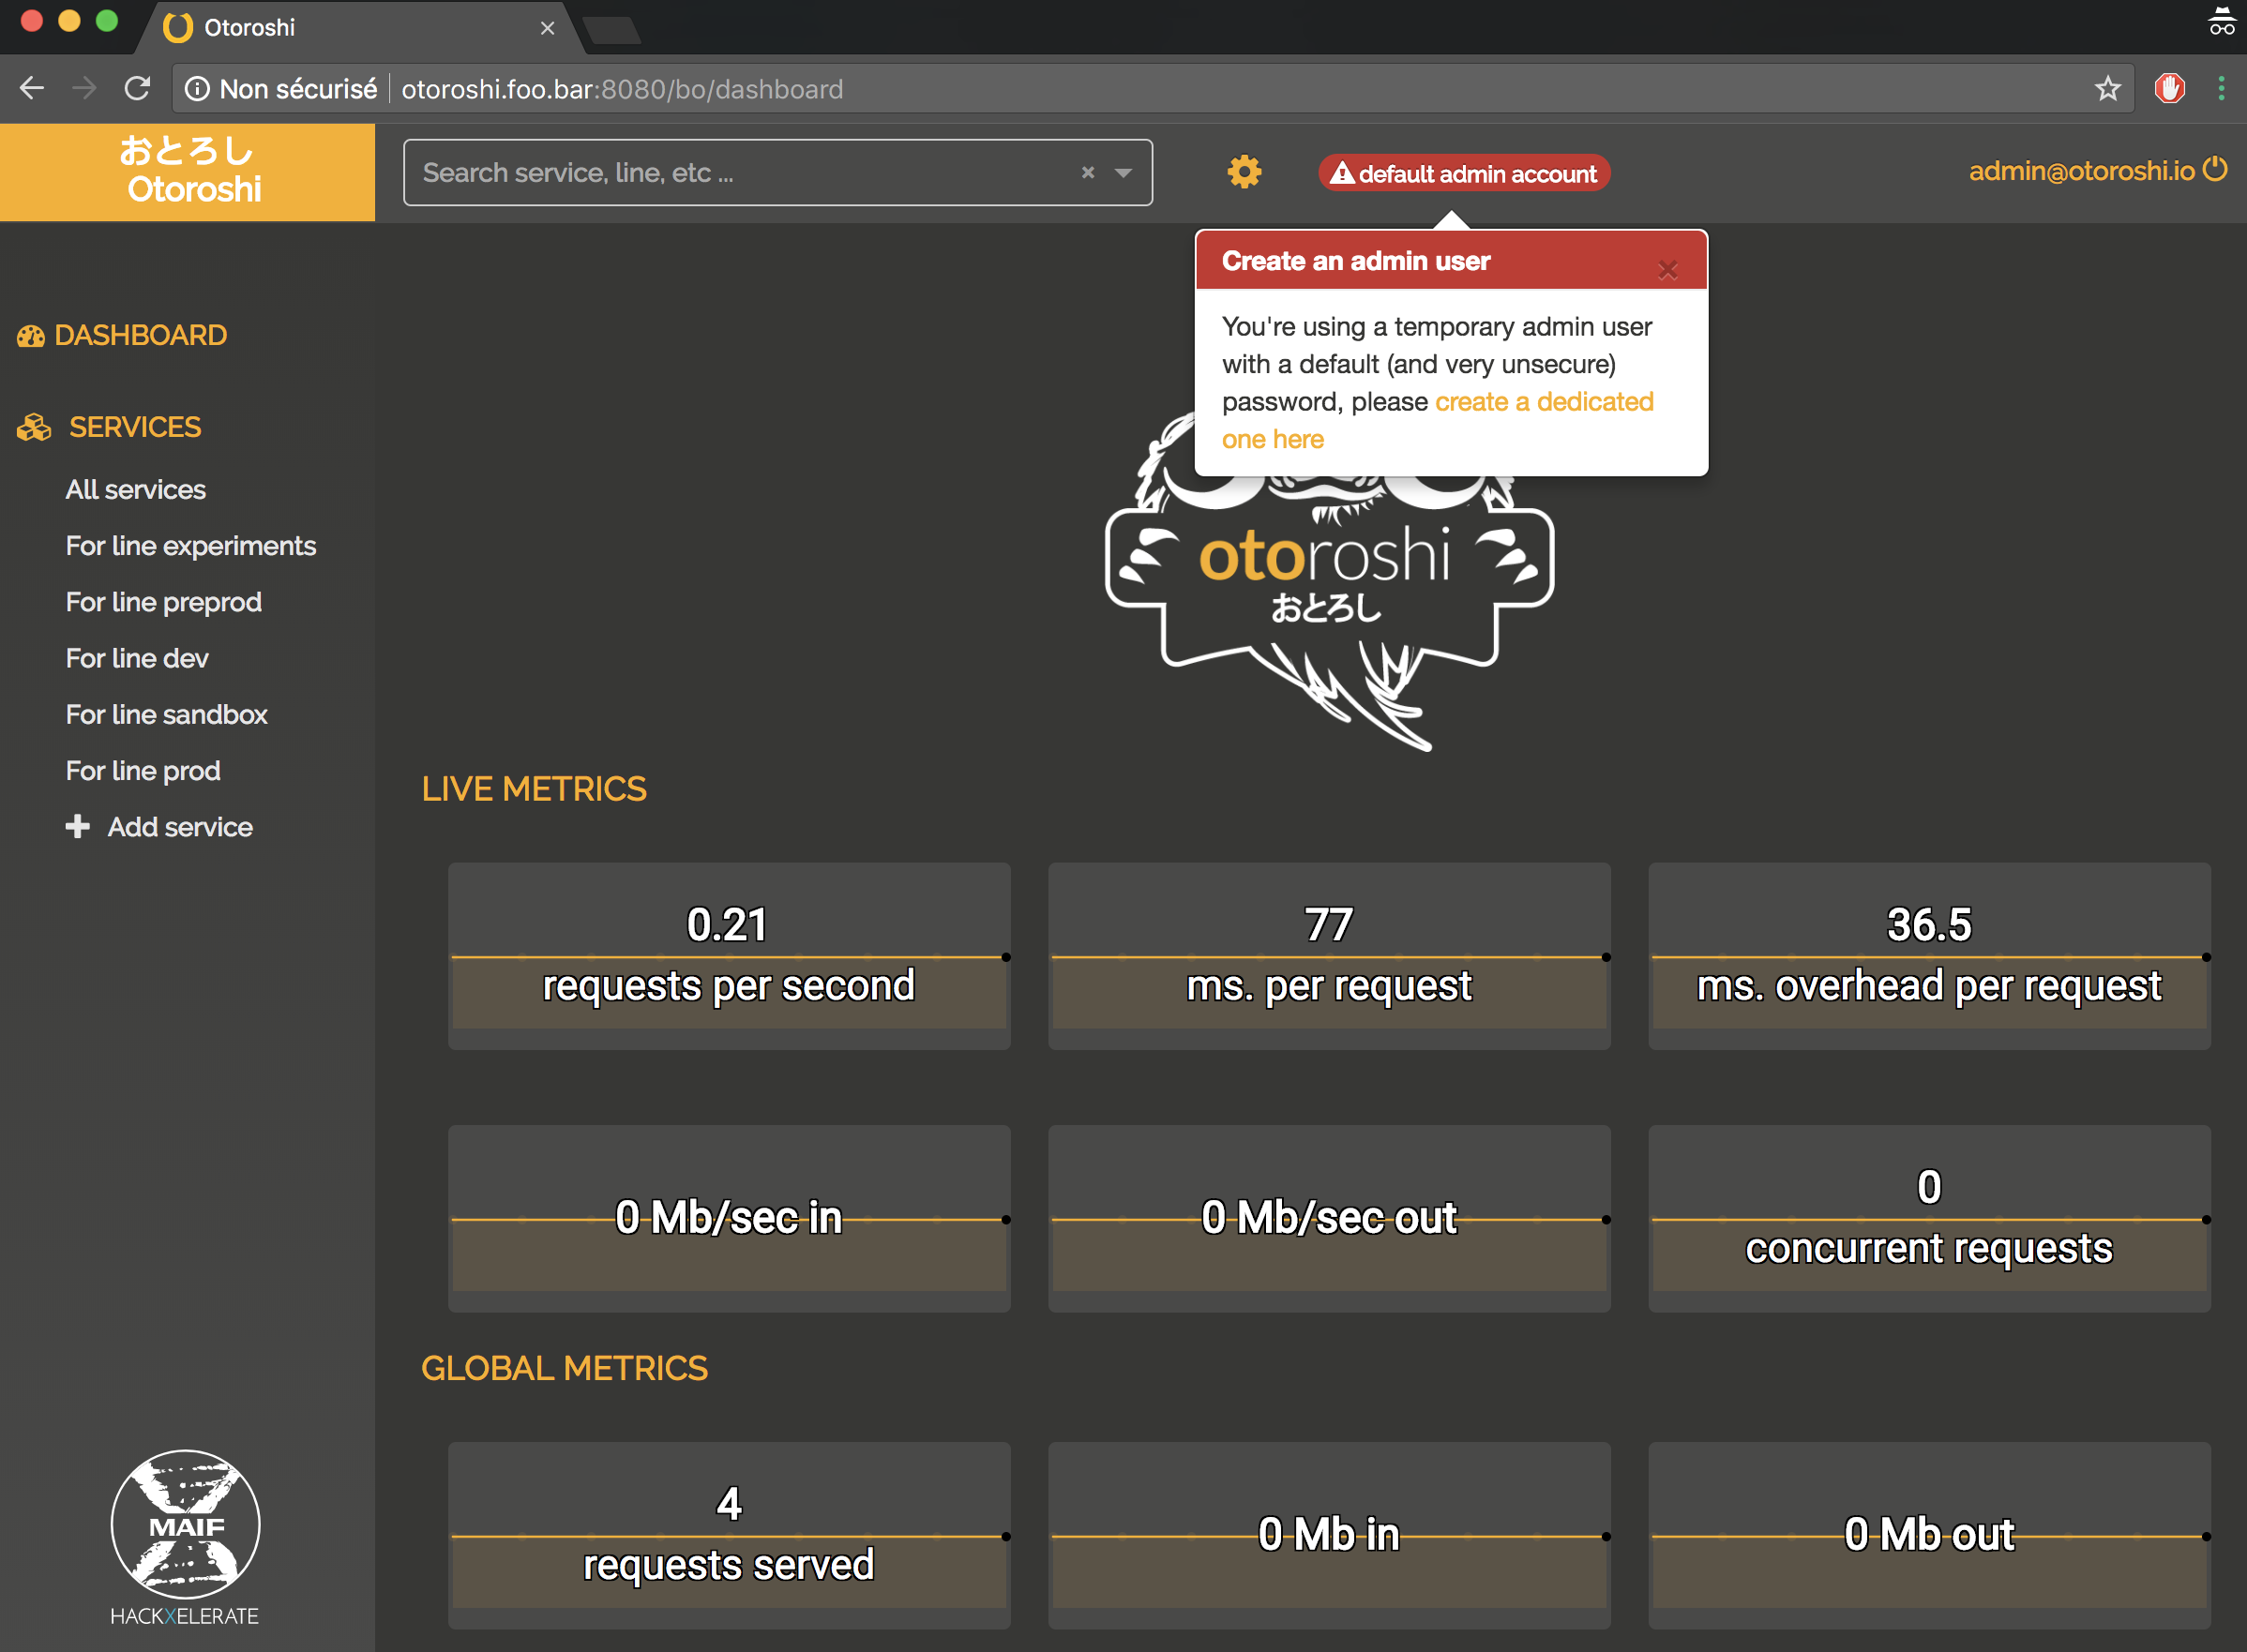 Otoroshi
Non sécurisé
otoroshi.foo.bar:8080/bo/dashboard
おとろし
Otoroshi
Search service, line, etc ...
default admin account
admin@otoroshi.io
Create an admin user
You're using a temporary admin user
with a default (and very unsecure)
password, please create a dedicated
one here
DASHBOARD
SERVICES
All services
For line experiments
For line preprod
For line dev
For line sandbox
For line prod
Add service
otoroshi
おとろし
LIVE METRICS
0.21
requests per second
77
ms. per request
36.5
ms. overhead per request
0 Mb/sec in
0 Mb/sec out
0
concurrent requests
GLOBAL METRICS
4
requests served
0 Mb in
0 Mb out
MAIF
HACKXELERATE